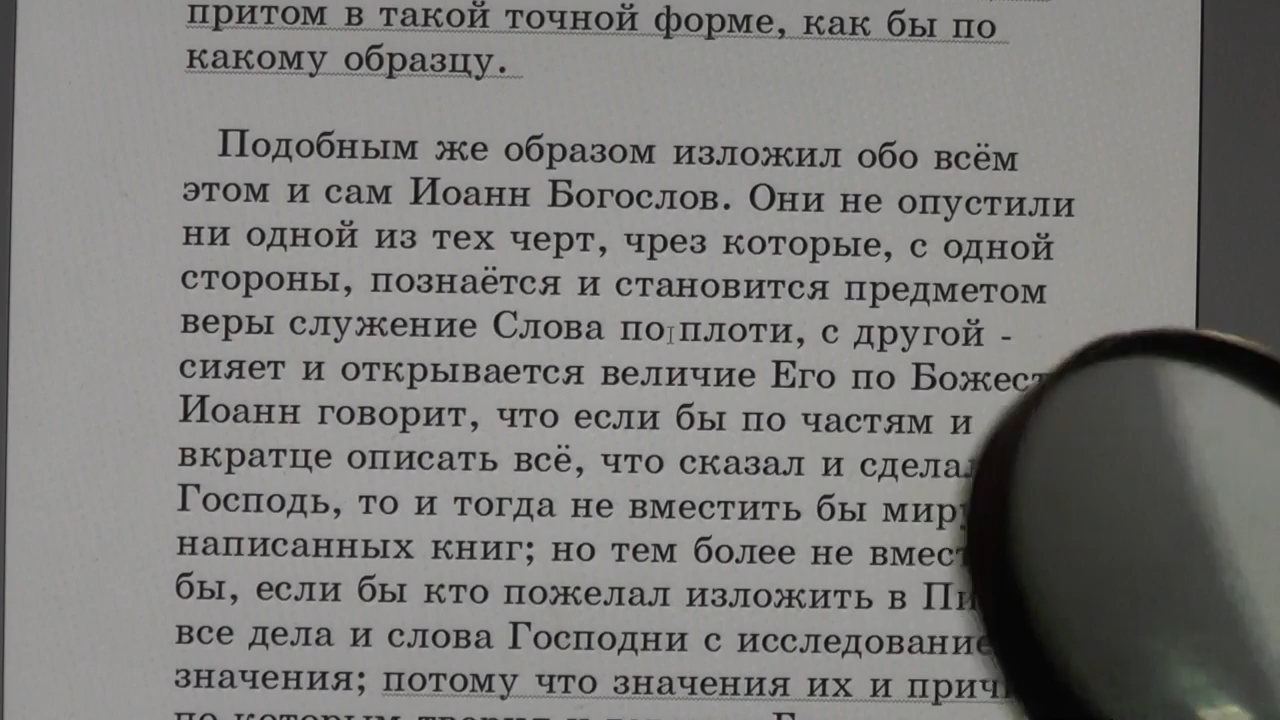 притом в такой точной форме, как бы по
какому образцу.
Подобным же образом изложил обо всём
этом и сам Иоанн Богослов. Они не опустили
ни одной из тех черт, чрез которые, с одной
стороны, познаётся и становится предметом
веры служение Слова по плоти, с другой -
сияет и открывается величие Его по
Иоанн говорит, что если бы по частям и
вкратце описать всё, что сказал и
Господь, то и тогда не вместить бы
написанных книг; но тем более не
бы, если бы кто пожелал изложить в
все дела и слова Господни с
значения; потому что значения их и